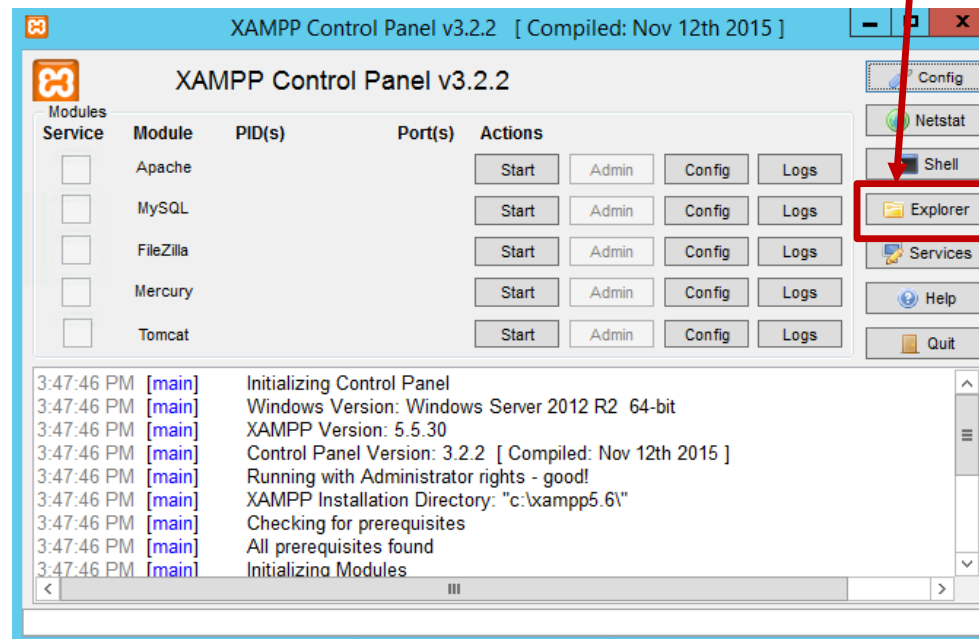 XAMPP Control Panel v3.2.2 [ Compiled: Nov 12th 2015 ]
XAMPP Control Panel v3.2.2
Config
Modules
Service Module PID(s) Port(s) Actions
Netstat
Apache Start Admin Config Logs
Shell
MySQL Start Admin Config Logs
Explorer
FileZilla Start Admin Config Logs
Services
Mercury Start Admin Config Logs
Help
Tomcat Start Admin Config Logs
Quit
3:47:46 PM [main] Initializing Control Panel
3:47:46 PM [main] Windows Version: Windows Server 2012 R2 64-bit
3:47:46 PM [main] XAMPP Version: 5.5.30
3:47:46 PM [main] Control Panel Version: 3.2.2 [ Compiled: Nov 12th 2015 ]
3:47:46 PM [main] Running with Administrator rights - good!
3:47:46 PM [main] XAMPP Installation Directory: "c:\xampp5.6\"
3:47:46 PM [main] Checking for prerequisites
3:47:46 PM [main] All prerequisites found
3:47:46 PM [main] Initializing Modules